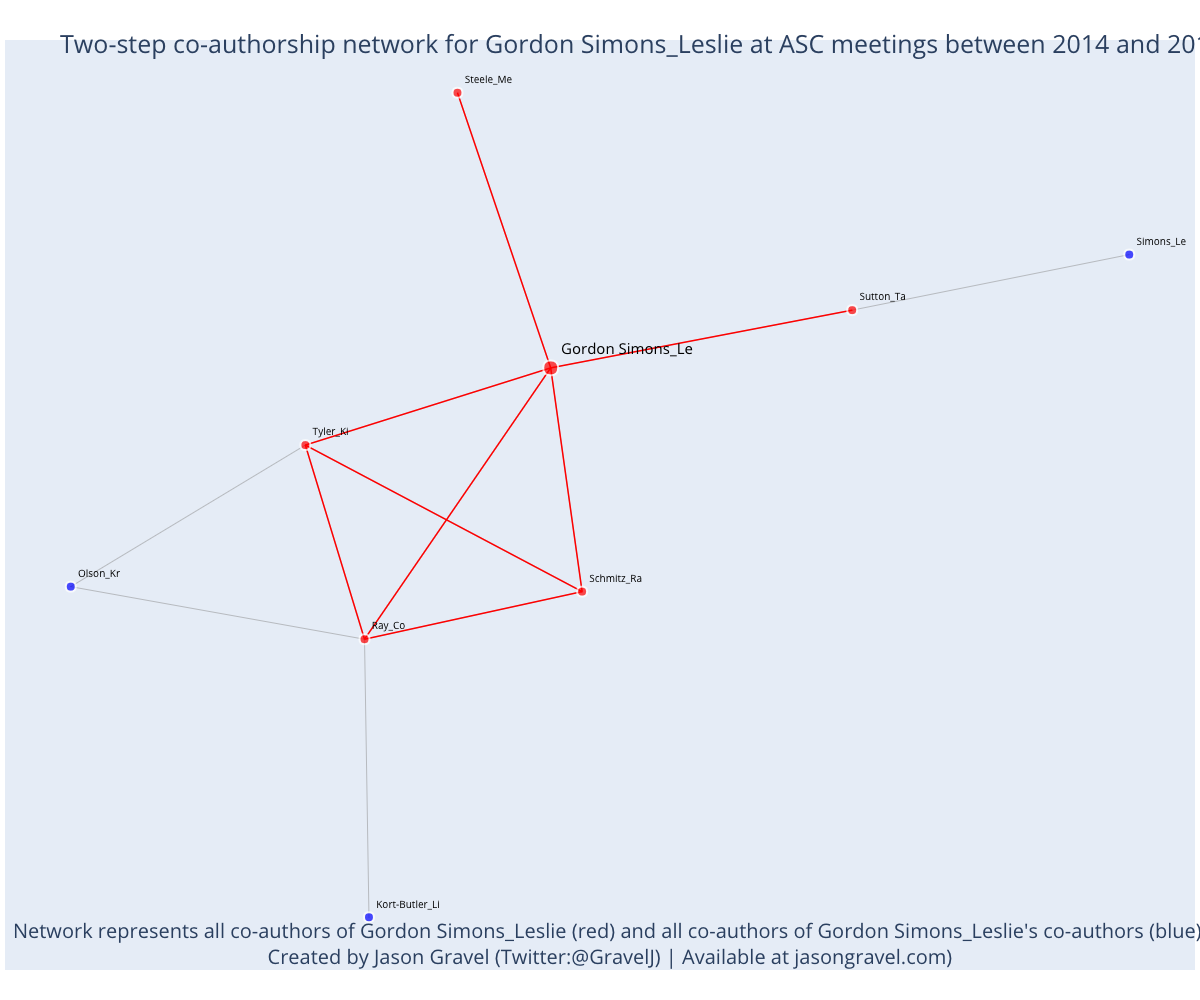 Two-step co-authorship network for Gordon Simons_Leslie at ASC meetings between 2014 and
Steele_Me
Simons_Le
Sutton_Ta
Gordon Simons_Le
Tyler_Ki
Olson_Kr
Schmitz_Ra
Ray_Co
Kort-Butler_Li
Network represents all co-authors of Gordon Simons_Leslie (red) and all co-authors of Gordon Simons_Leslie's co-authors (blue)
Created by Jason Gravel (Twitter:@GravelJ) | Available at jasongravel.com)